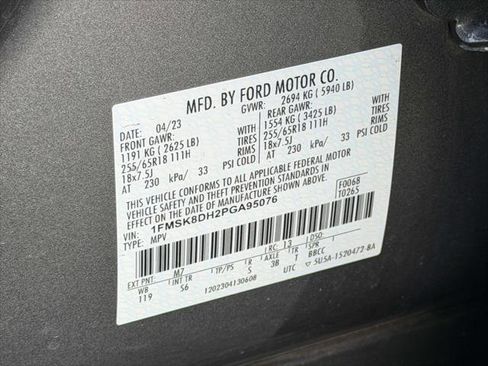 MFD. BY FORD MOTOR CO.
DATE: 04/23 GVWR: 2694 KG ( 5940 LB)
FRONT GAWR: WITH REAR GAWR: WITH
1191 KG ( 2625 LB) TIRES 1554 KG ( 3425 LB) TIRES
255/65R18 111H RIMS 255/65R18 111H RIMS
18x7.5J 18x7.5J
AT 230 kPa/ 33 PSI COLD AT 230 kPa/ 33 PSI COLD
THIS VEHICLE CONFORMS TO ALL APPLICABLE FEDERAL MOTOR
VEHICLE SAFETY AND THEFT PREVENTION STANDARDS IN EFFECT
ON THE DATE OF MANUFACTURE SHOWN ABOVE.
VIN: 1FMSK8DH2PGA95076 F0068
TYPE: MPV T0265
EXT PNT: M7 RC: 13 DSO:
WB INT TR TP/PS R AXLE TR SPR
119 S6 5 3B I BBCC
UTC 5U5A-1520472-BA
1202304130608